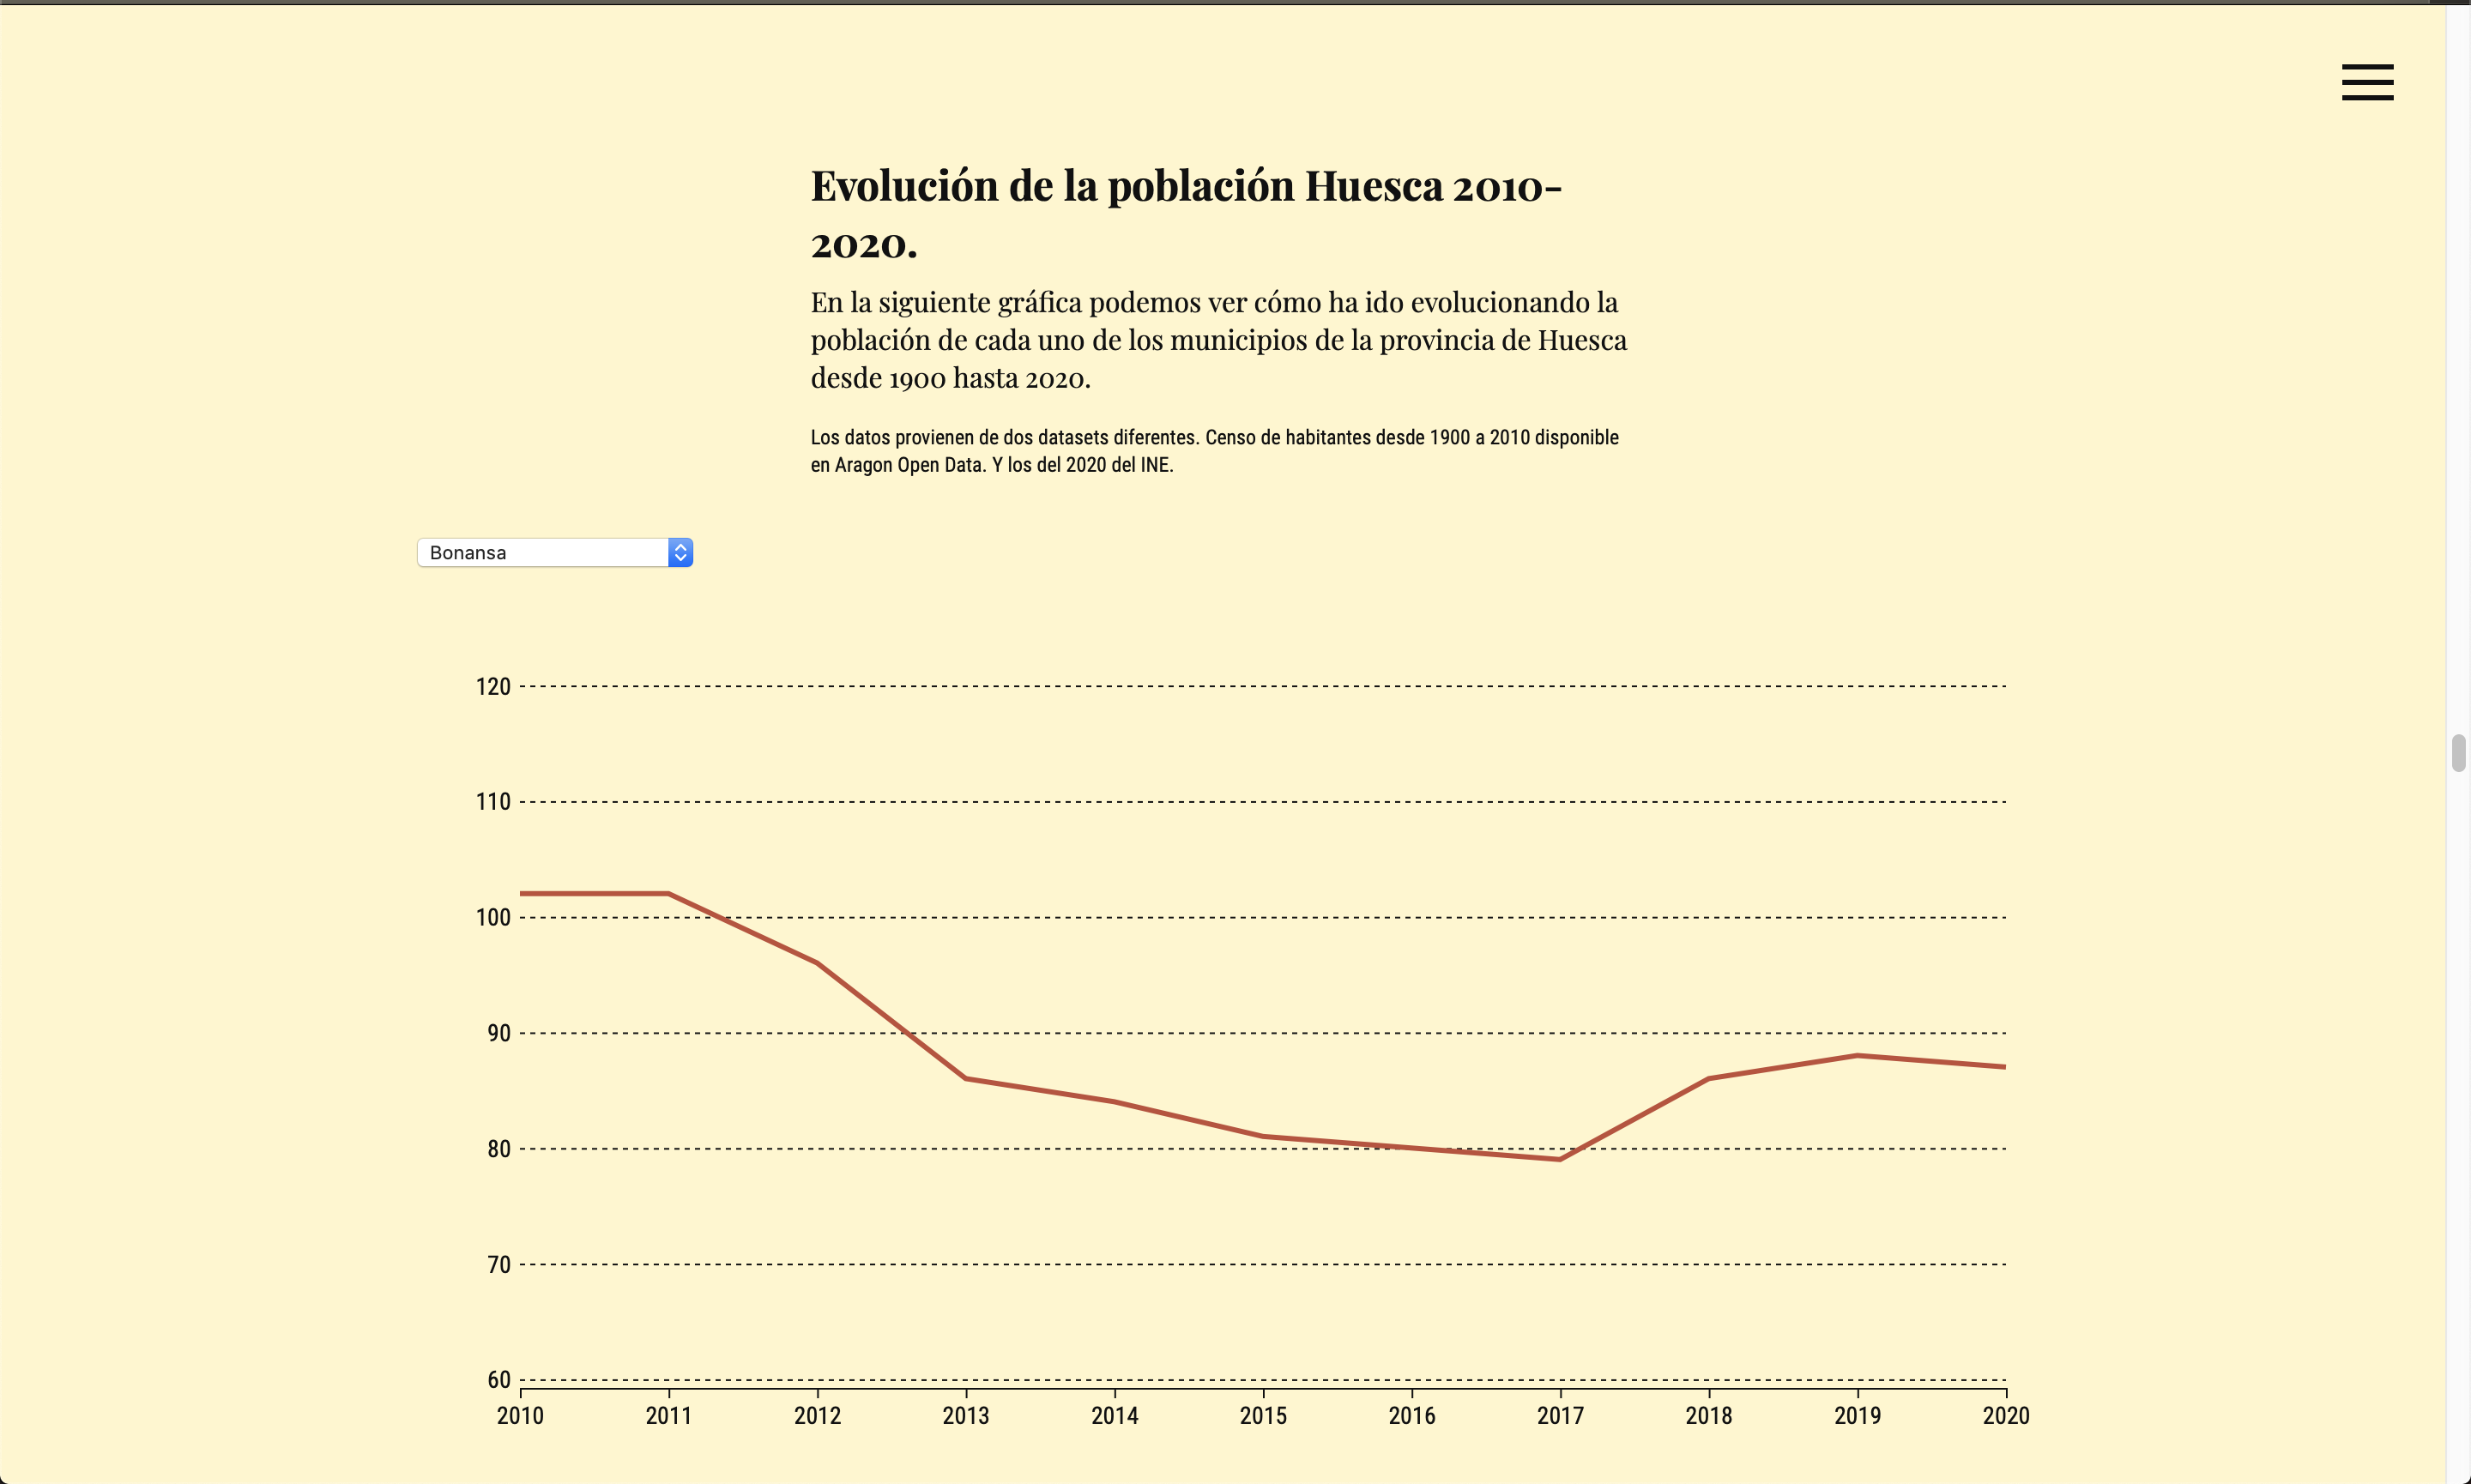 Evolución de la población Huesca 2010-
2020.
En la siguiente gráfica podemos ver cómo ha ido evolucionando la
población de cada uno de los municipios de la provincia de Huesca
desde 1900 hasta 2020.
Los datos provienen de dos datasets diferentes. Censo de habitantes desde 1900 a 2010 disponible
en Aragon Open Data. Y los del 2020 del INE.
Bonansa
120
110
100
90
80
70
60
2010 2011 2012 2013 2014 2015 2016 2017 2018 2019 2020